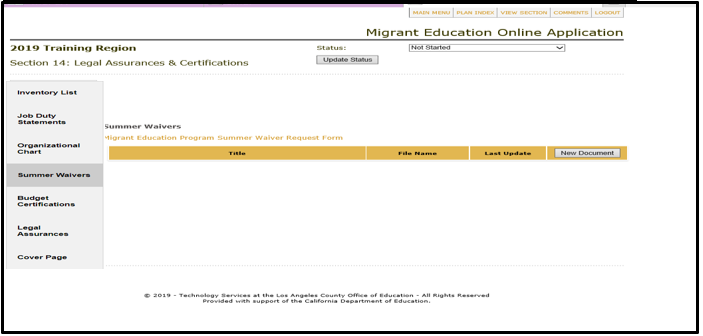 MAIN MENU | PLAN INDEX | VIEW SECTION | COMMENTS | LOGOUT
Migrant Education Online Application
2019 Training Region
Status:
Not Started
Section 14: Legal Assurances & Certifications
Update Status
Inventory List
Job Duty
Statements
Organizational
Chart
Summer Waivers
Budget
Certifications
Legal
Assurances
Cover Page
Summer Waivers
Migrant Education Program Summer Waiver Request Form
Title
File Name
Last Update
New Document
© 2019 - Technology Services at the Los Angeles County Office of Education - All Rights Reserved
Provided with support of the California Department of Education.